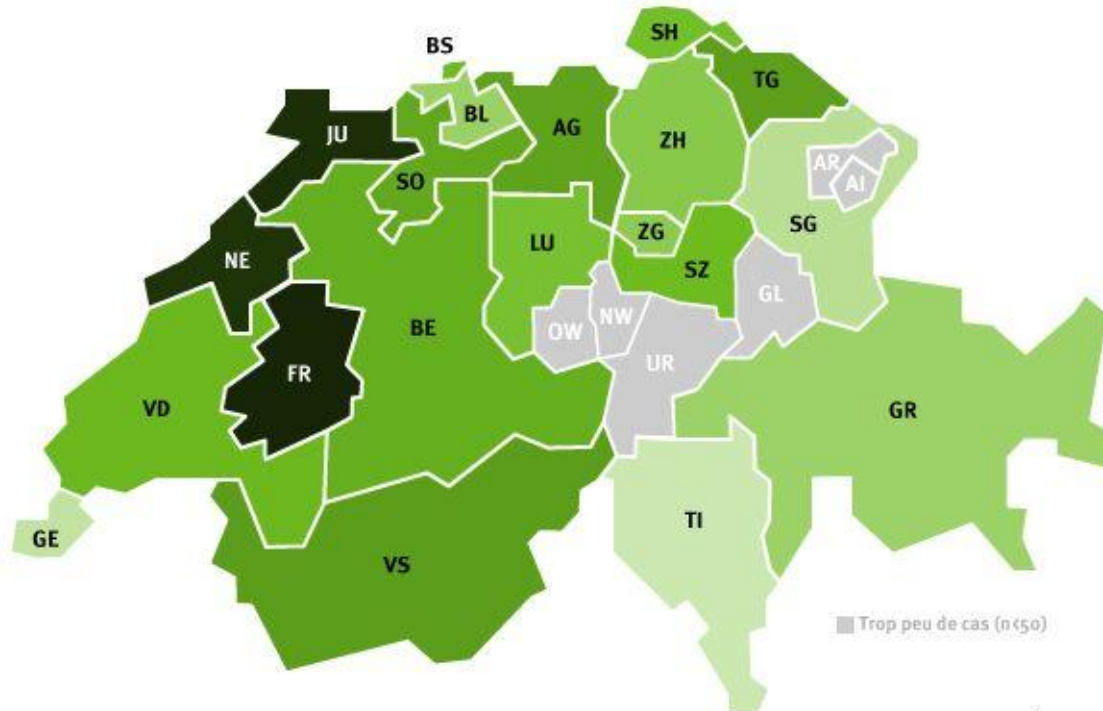 SH
BS
TG
BL
JU
AG
ZH
AR
AI
SO
SG
ZG
LU
NE
SZ
GL
NW
OW
BE
UR
FR
VD
GR
TI
GE
VS
Trop peu de cas (n<50)